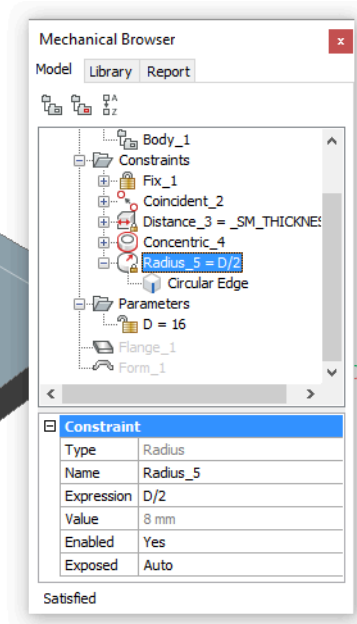 Mechanical Browser
x
Model Library Report
A
Z
Body_1
Constraints
Fix_1
Coincident_2
Distance_3 = _SM_THICKNES
Concentric_4
Radius_5 = D/2
Circular Edge
Parameters
D = 16
Flange_1
Form_1
Constraint
Type Radius
Name Radius_5
Expression D/2
Value 8 mm
Enabled Yes
Exposed Auto
Satisfied